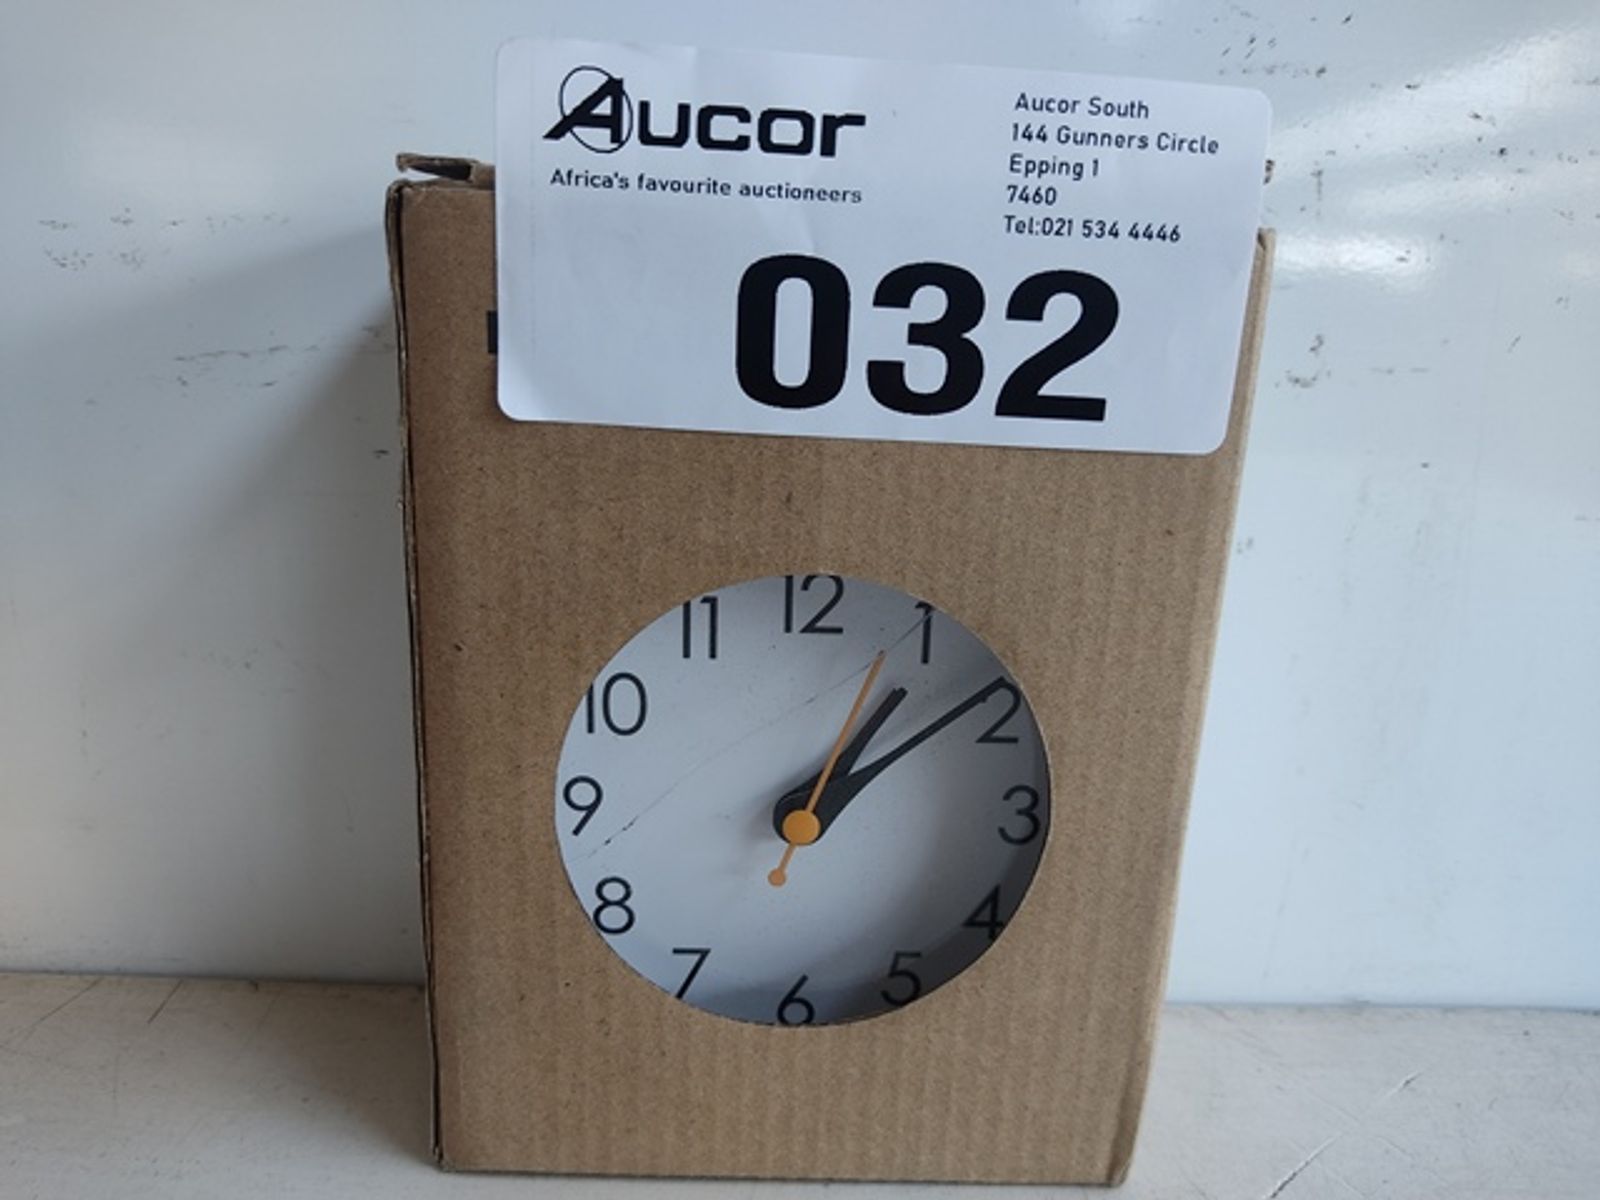 Aucor
Africa's favourite auctioneers
Aucor South
144 Gunners Circle
Epping 1
7460
Tel:021 534 4446
032
12
1
2
3
4
5
6
7
8
9
10
11